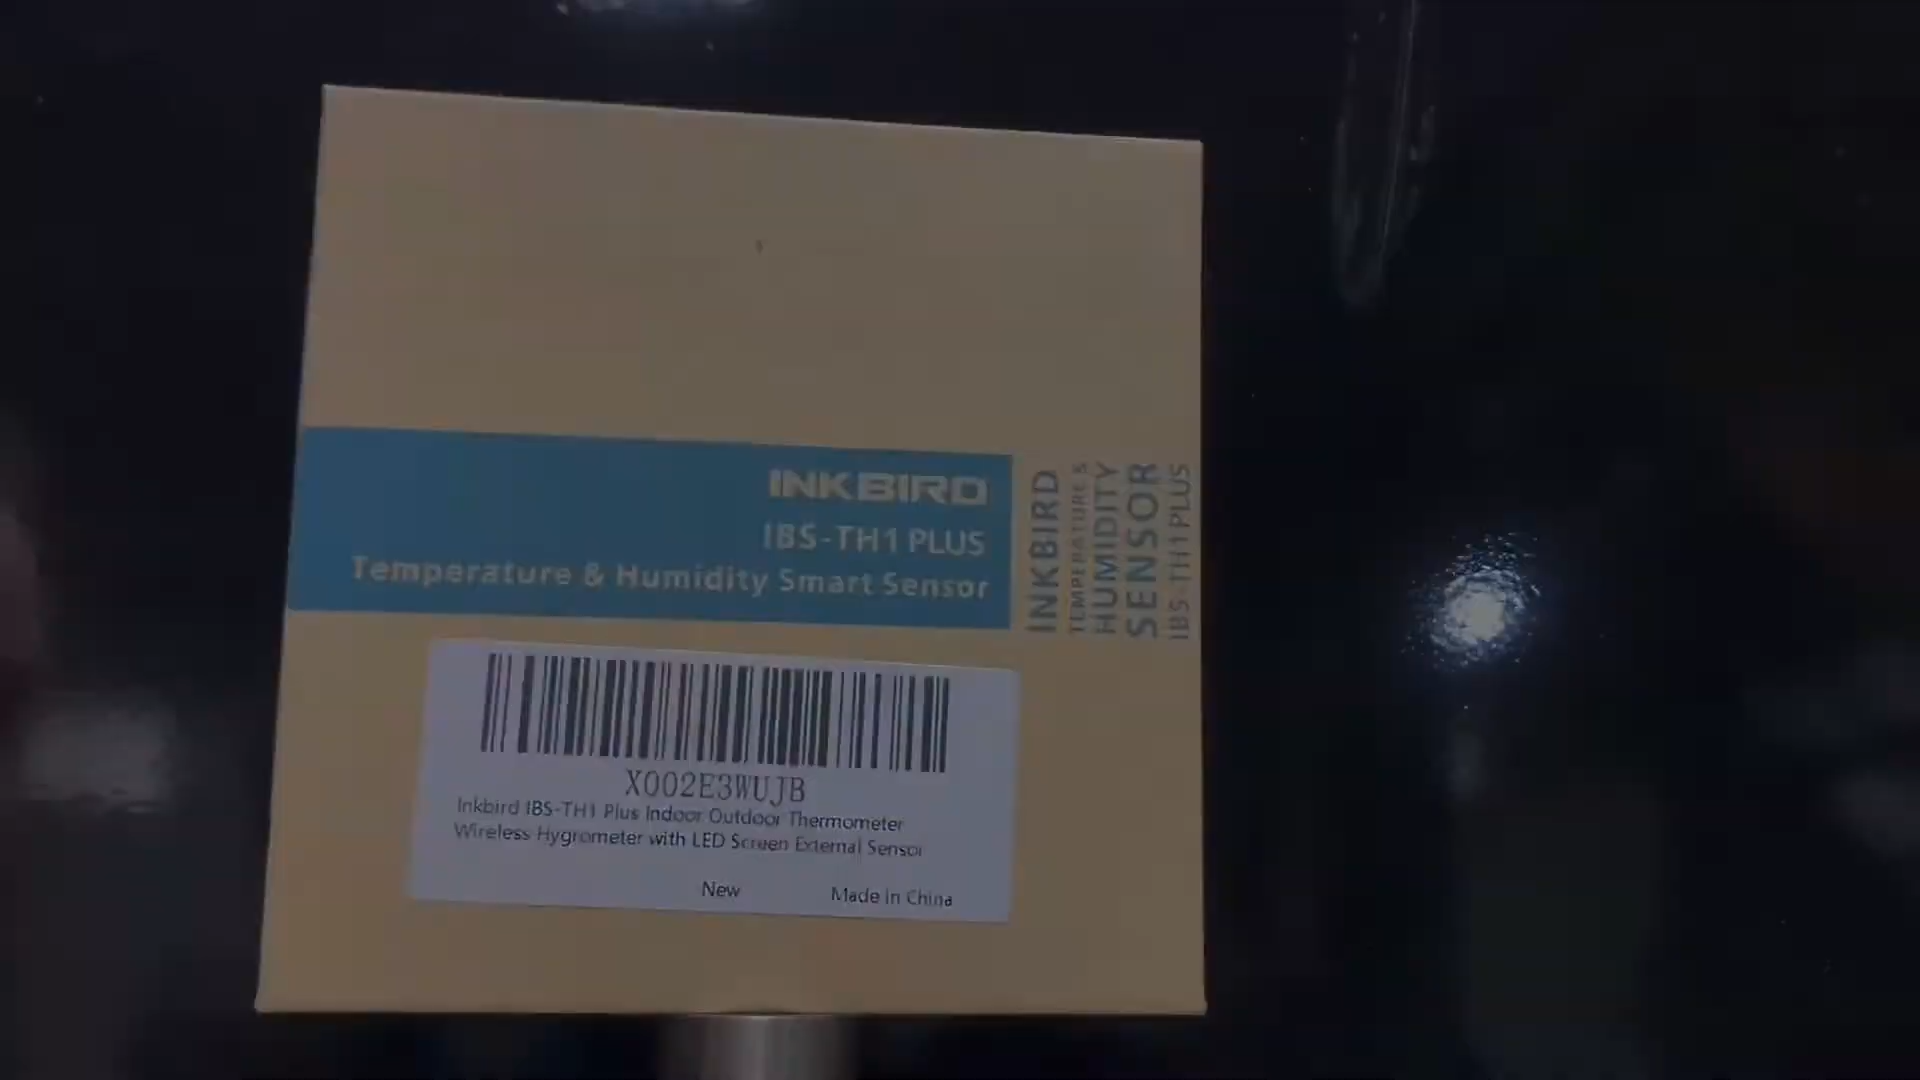 INKBIRD
IBS-TH1 PLUS
Temperature & Humidity Smart Sensor
INKBIRD
TEMPERATURE &
HUMIDITY
SENSOR
IBS-TH1 PLUS
X002E3WUJB
Inkbird IBS-TH1 Plus Indoor Outdoor Thermometer
Wireless Hygrometer with LED Screen External Sensor
New Made in China